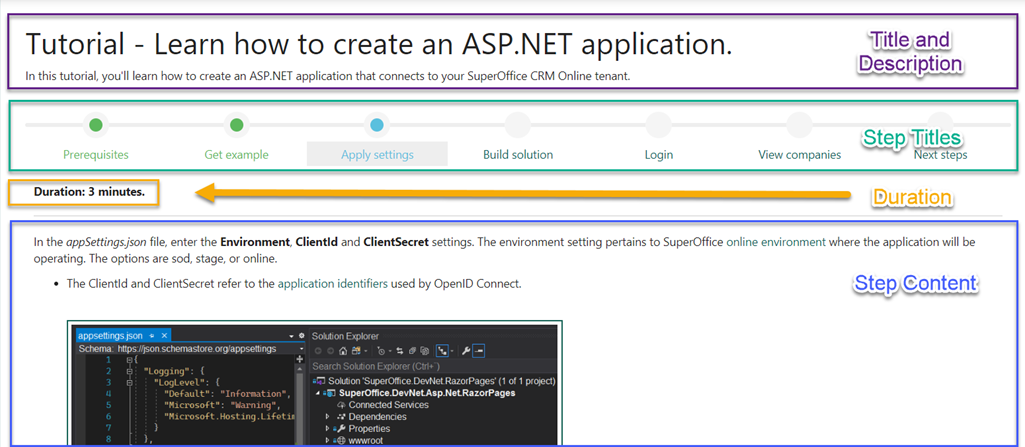 Tutorial - Learn how to create an ASP.NET application.
Title and
Description
In this tutorial, you'll learn how to create an ASP.NET application that connects to your SuperOffice CRM Online tenant.
Step Titles
Prerequisites
Get example
Apply settings
Build solution
Login
View companies
Next steps
Duration: 3 minutes.
Duration
In the appSettings.json file, enter the Environment, ClientId and ClientSecret settings. The environment setting pertains to SuperOffice online environment where the application will be
operating. The options are sod, stage, or online.
• The ClientId and ClientSecret refer to the application identifiers used by OpenID Connect.
Step Content
appsettings.json
Schema: https://json.schemastore.org/appsettings
1 {
2 "Logging": {
3 "LogLevel": {
4 "Default": "Information",
5 "Microsoft": "Warning",
6 "Microsoft.Hosting.Lifetim
7 }
8 },
Solution Explorer
Search Solution Explorer (Ctrl+ )
Solution 'SuperOffice.DevNet.RazorPages' (1 of 1 project)
SuperOffice.DevNet.Asp.Net.RazorPages
Connected Services
Dependencies
Properties
wwwroot